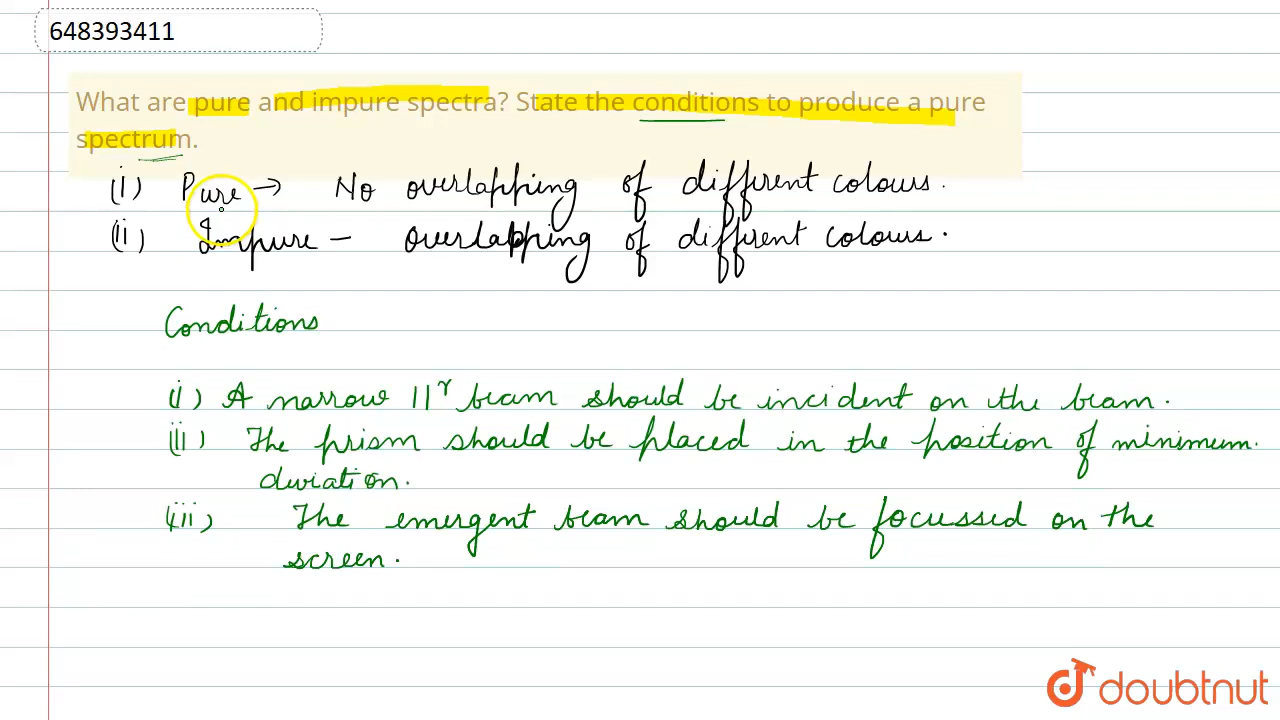 648393411
What are pure and impure spectra? State the conditions to produce a pure
spectrum.
(i) Pure → No overlapping of different colours.
(ii) Impure – overlapping of different colours.
Conditions
(i) A narrow ||ʳ beam should be incident on the beam.
(ii) The prism should be placed in the position of minimum
deviation.
(iii) The emergent beam should be focussed on the
screen.
doubtnut